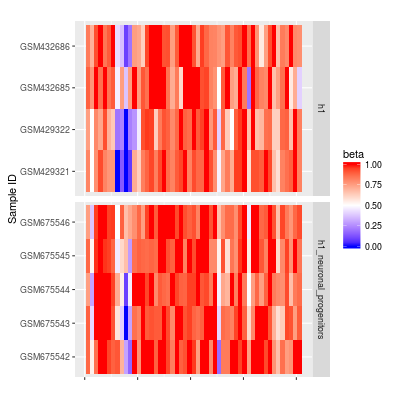 GSM432686
GSM432685
GSM429322
GSM429321
h1
GSM675546
GSM675545
GSM675544
GSM675543
GSM675542
h1_neuronal_progenitors
Sample ID
beta
1.00
0.75
0.50
0.25
0.00